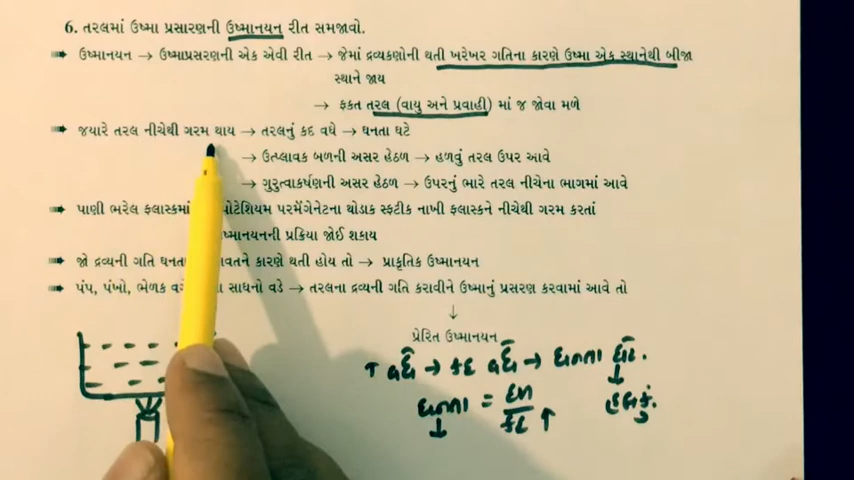 6. તરલમાં ઉષ્મા પ્રસારણની ઉષ્માનયન રીત સમજાવો.
ઉષ્માનયન → ઉષ્માપ્રસરણની એક એવી રીત → જેમાં દ્રવ્યકણોની થતી ખરેખર ગતિના કારણે ઉષ્મા એક સ્થાનેથી બીજા
સ્થાને જાય
→ ફકત તરલ (વાયુ અને પ્રવાહી) માં જ જોવા મળે
જયારે તરલ નીચેથી ગરમ થાય → તરલનું કદ વધે → ઘનતા ઘટે
→ ઉત્પ્લાવક બળની અસર હેઠળ → હળવું તરલ ઉપર આવે
→ ગુરુત્વાકર્ષણની અસર હેઠળ → ઉપરનું ભારે તરલ નીચેના ભાગમાં આવે
પાણી ભરેલ ફલાસ્કમાં પોટેશિયમ પરમેંગેનેટના થોડાક સ્ફટીક નાખી ફલાસ્કને નીચેથી ગરમ કરતાં
પ્રક્રિયા જોઈ શકાય
જો દ્રવ્યની ગતિ કારણે થતી હોય તો → પ્રાકૃતિક ઉષ્માનયન
પંપ, પંખો, ભેળક સાધનો વડે → તરલના દ્રવ્યની ગતિ કરાવીને ઉષ્માનું પ્રસરણ કરવામાં આવે તો
↓
પ્રેરિત ઉષ્માનયન
↑ વધે → કદ વધે → ઘનતા ઘટે.
↓
ઘનતા = દળ / કદ ↑ હલકું.
↓